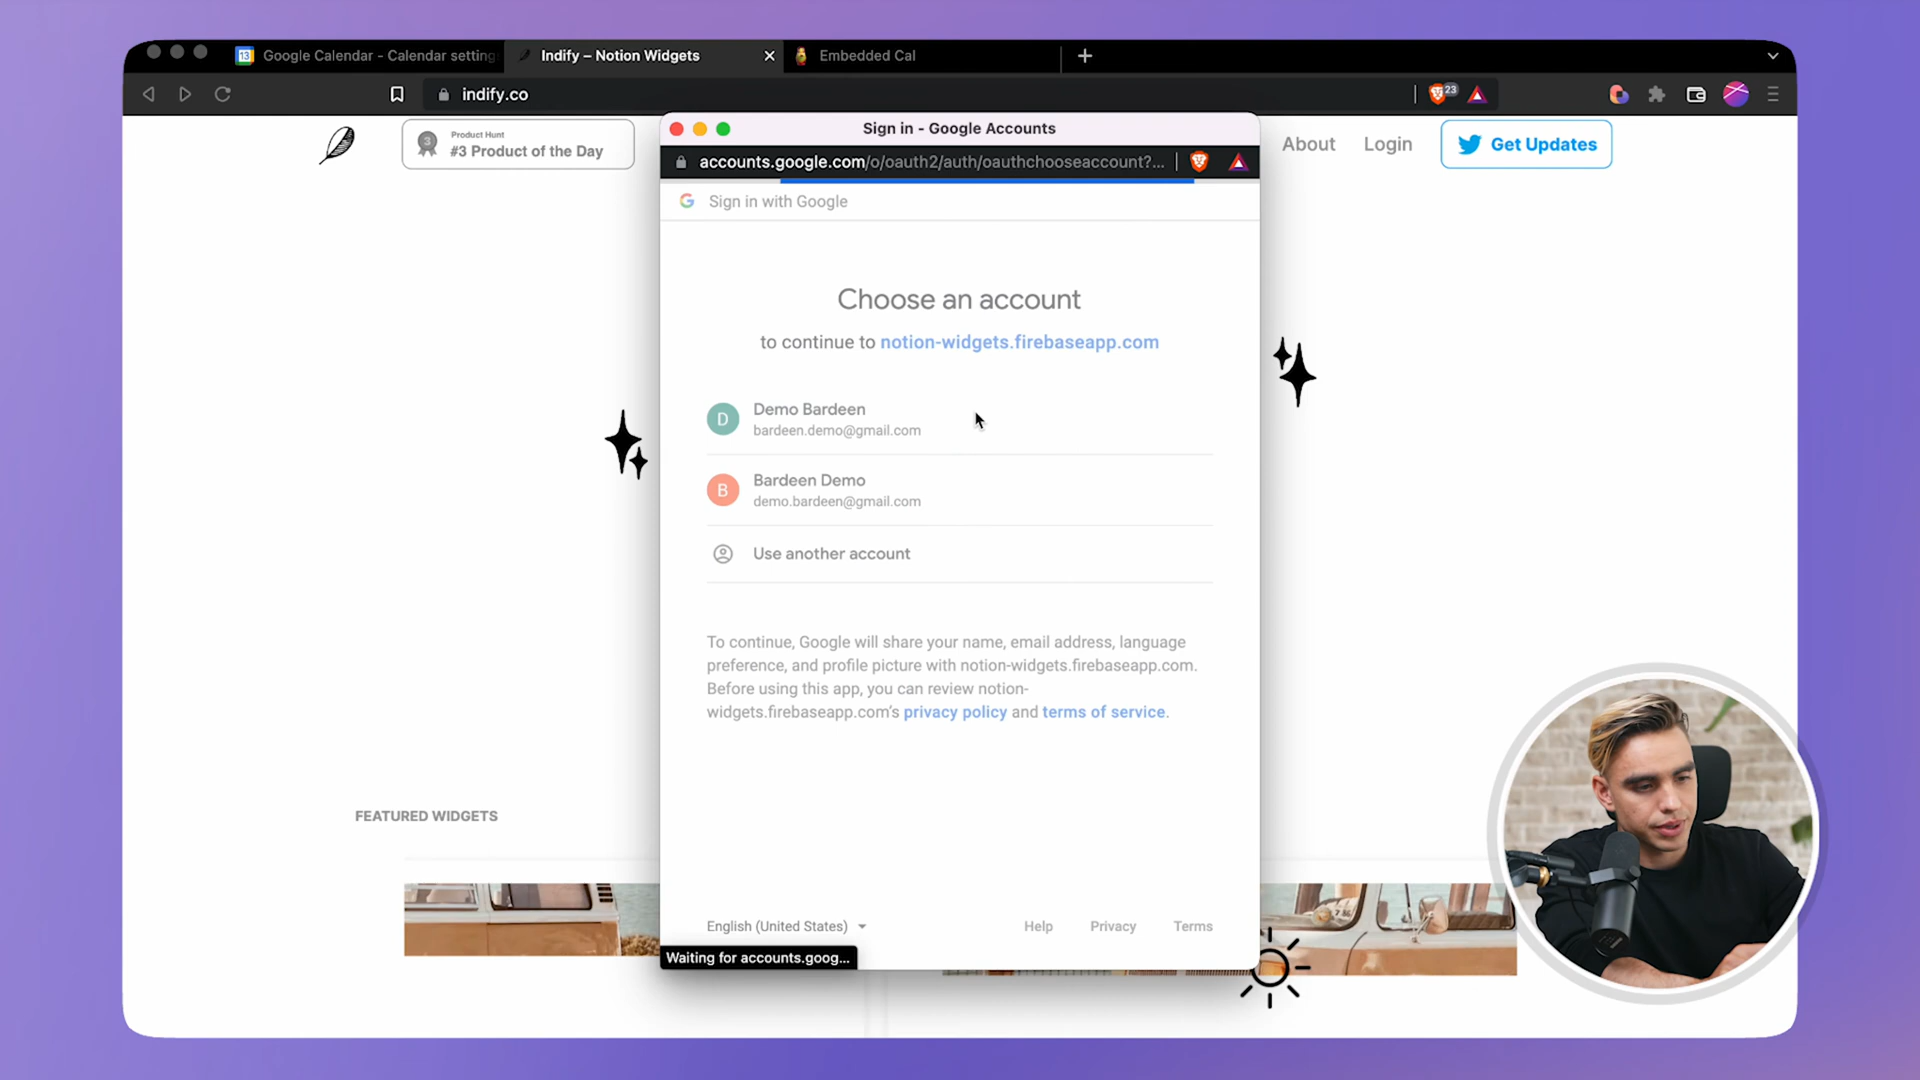 Google Calendar - Calendar setting
Indify – Notion Widgets
Embedded Cal
indify.co
23
Product Hunt
3
#3 Product of the Day
About
Login
Get Updates
Sign in - Google Accounts
accounts.google.com/o/oauth2/auth/oauthchooseaccount?...
Sign in with Google
Choose an account
to continue to notion-widgets.firebaseapp.com
D
Demo Bardeen
bardeen.demo@gmail.com
B
Bardeen Demo
demo.bardeen@gmail.com
Use another account
To continue, Google will share your name, email address, language
preference, and profile picture with notion-widgets.firebaseapp.com.
Before using this app, you can review notion-
widgets.firebaseapp.com's privacy policy and terms of service.
FEATURED WIDGETS
English (United States)
Help
Privacy
Terms
Waiting for accounts.goog...